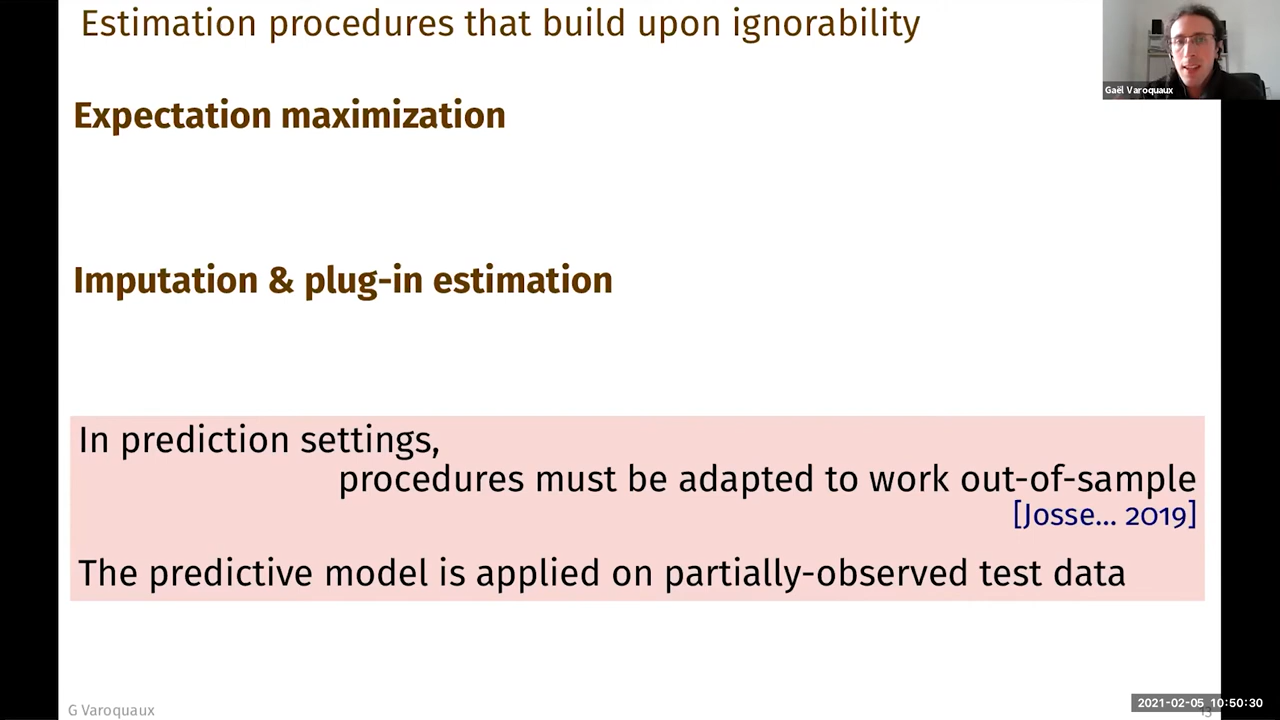 Estimation procedures that build upon ignorability
Gaël Varoquaux
Expectation maximization
Imputation & plug-in estimation
In prediction settings,
procedures must be adapted to work out-of-sample
[Josse... 2019]
The predictive model is applied on partially-observed test data
G Varoquaux
2021-02-05 10:50:30
13